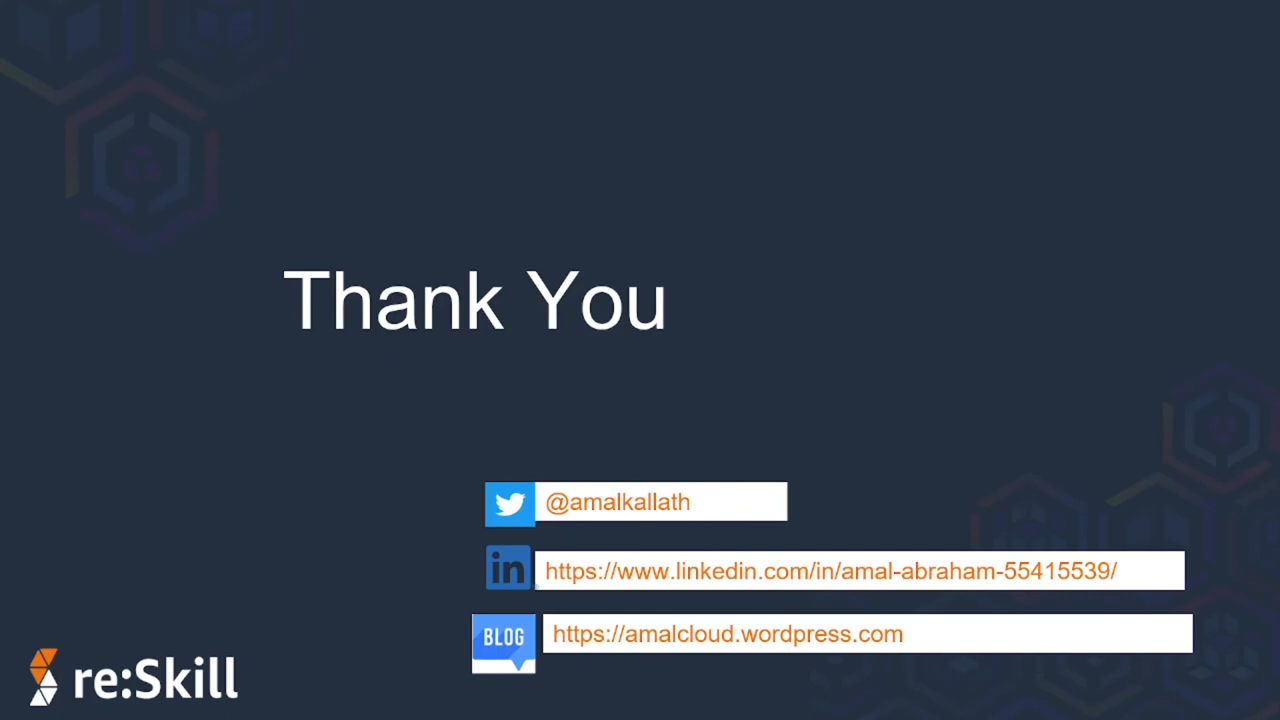 Thank You
@amalkallath
in https://www.linkedin.com/in/amal-abraham-55415539/
BLOG https://amalcloud.wordpress.com
re:Skill